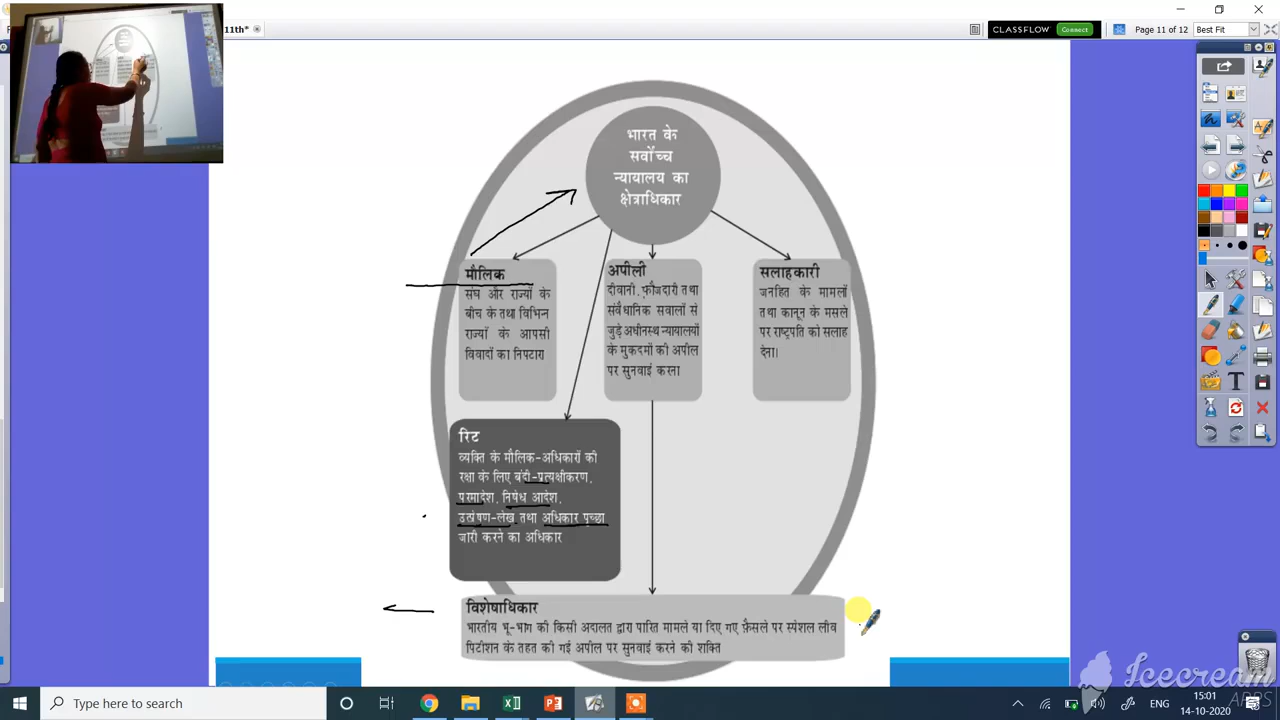 11th*
CLASSFLOW
Connect
Page 11 of 12
Best Fit
भारत के
सर्वोच्च
न्यायालय का
क्षेत्राधिकार
मौलिक
संघ और राज्यों के
बीच के तथा विभिन्न
राज्यों के आपसी
विवादों का निपटारा
अपीली
दीवानी, फ़ौजदारी तथा
संवैधानिक सवालों से
जुड़े अधीनस्थ न्यायालयों
के मुकदमों की अपील
पर सुनवाई करना
सलाहकारी
जनहित के मामलों
तथा कानून के मसले
पर राष्ट्रपति को सलाह
देना।
रिट
व्यक्ति के मौलिक-अधिकारों की
रक्षा के लिए बंदी-प्रत्यक्षीकरण,
परमादेश, निषेध आदेश,
उत्प्रेषण-लेख तथा अधिकार पृच्छा
जारी करने का अधिकार
विशेषाधिकार
भारतीय भू-भाग की किसी अदालत द्वारा पारित मामले या दिए गए फ़ैसले पर स्पेशल लीव
पिटीशन के तहत की गई अपील पर सुनवाई करने की शक्ति
Icecream
APPS
Type here to search
ENG
15:01
14-10-2020